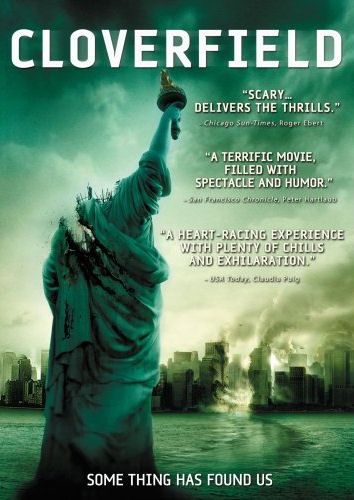 CLOVERFIELD
“SCARY...
DELIVERS THE THRILLS.”
- Chicago Sun-Times, Roger Ebert
“A TERRIFIC MOVIE,
FILLED WITH
SPECTACLE AND HUMOR.”
- San Francisco Chronicle, Peter Hartlaub
“A HEART-RACING EXPERIENCE
WITH PLENTY OF CHILLS
AND EXHILARATION.”
- USA Today, Claudia Puig
SOME THING HAS FOUND US